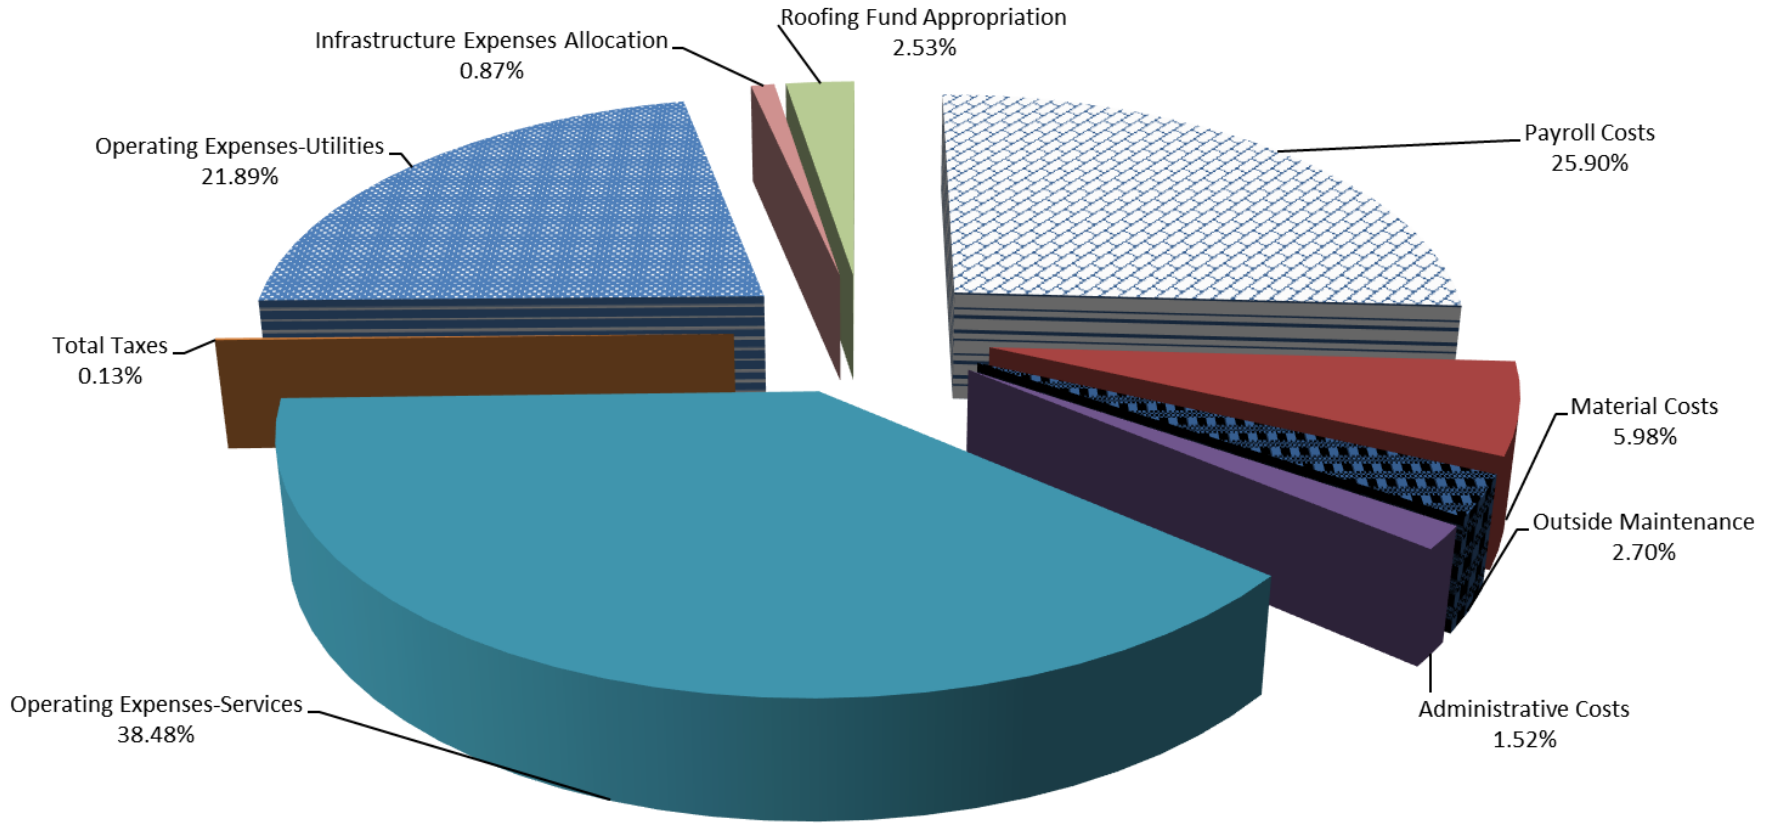 Roofing Fund Appropriation
2.53%
Infrastructure Expenses Allocation
0.87%
Operating Expenses-Utilities
21.89%
Payroll Costs
25.90%
Total Taxes
0.13%
Material Costs
5.98%
Outside Maintenance
2.70%
Operating Expenses-Services
38.48%
Administrative Costs
1.52%